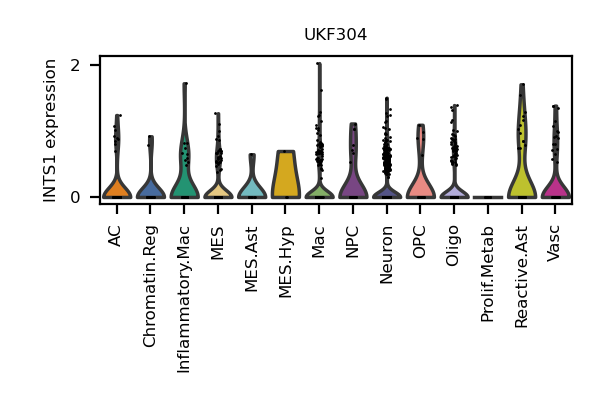 UKF304
INTS1 expression
2
0
AC
Chromatin.Reg
Inflammatory.Mac
MES
MES.Ast
MES.Hyp
Mac
NPC
Neuron
OPC
Oligo
Prolif.Metab
Reactive.Ast
Vasc